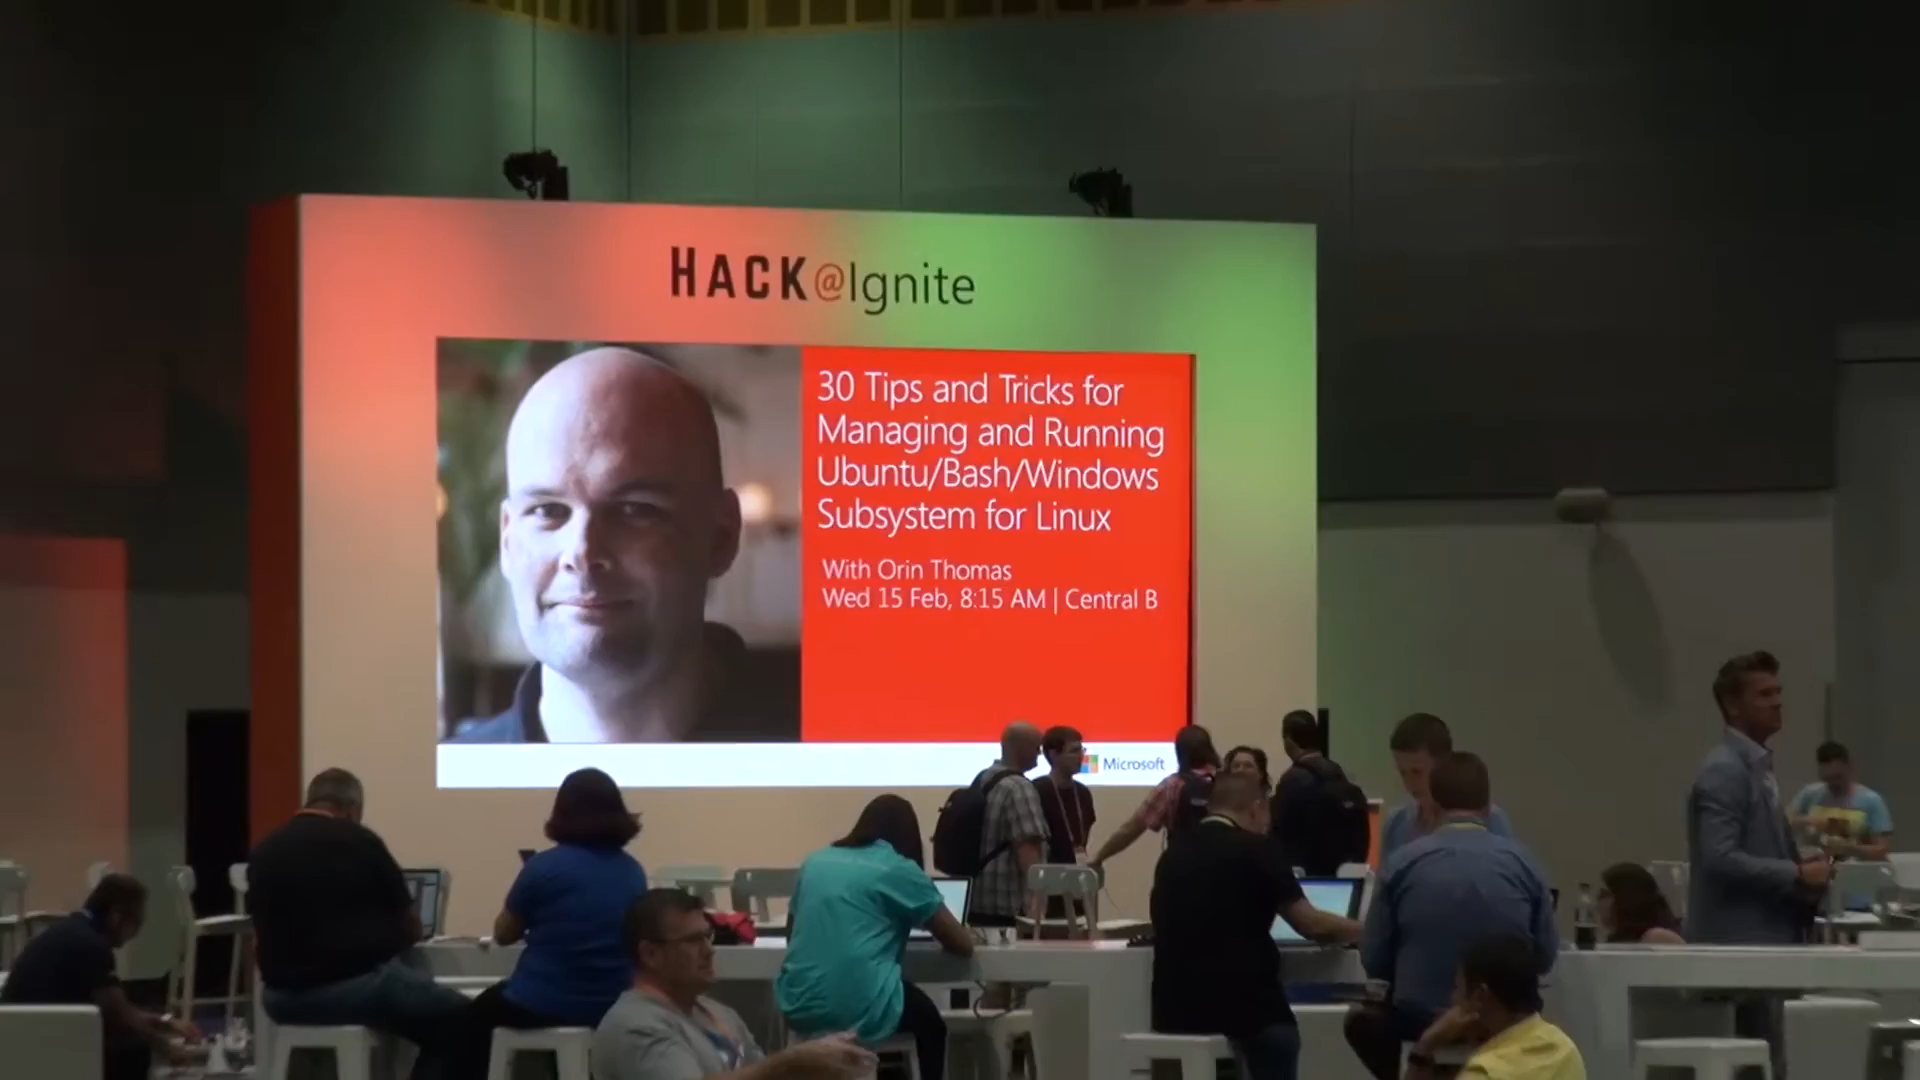 HACK@Ignite
30 Tips and Tricks for
Managing and Running
Ubuntu/Bash/Windows
Subsystem for Linux
With Orin Thomas
Wed 15 Feb, 8:15 AM | Central B
Microsoft